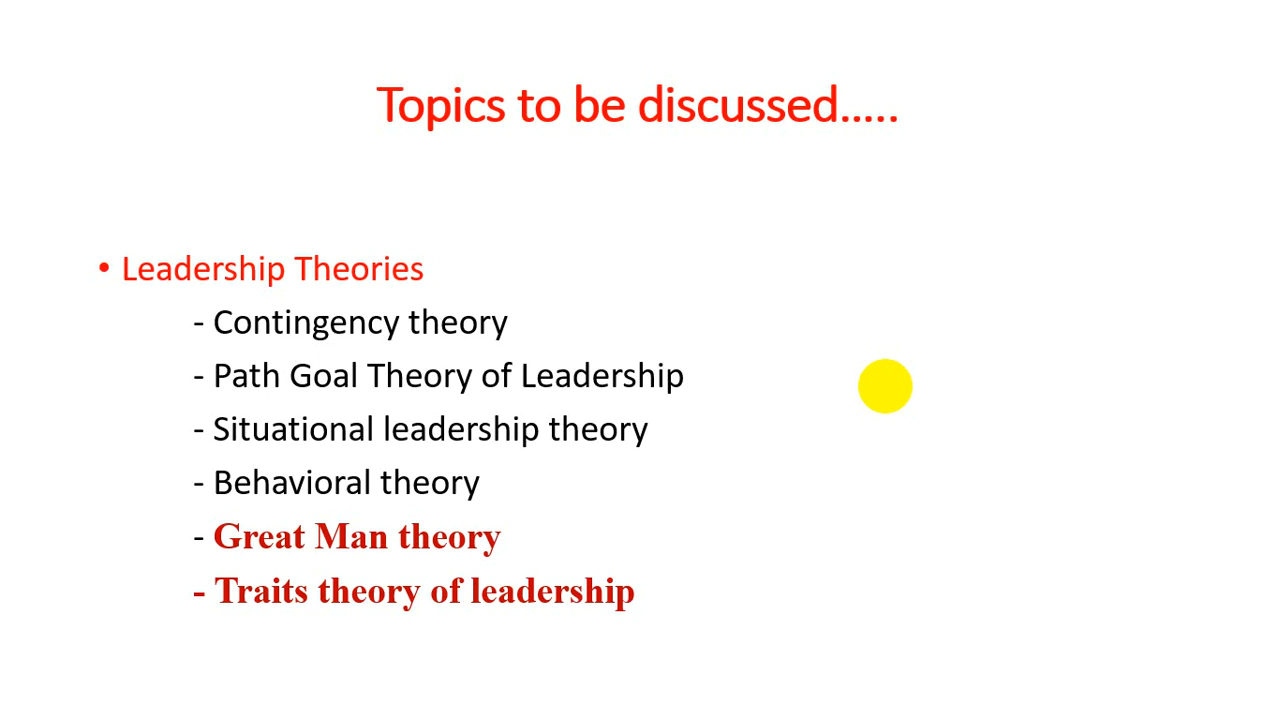 Topics to be discussed.....
• Leadership Theories
- Contingency theory
- Path Goal Theory of Leadership
- Situational leadership theory
- Behavioral theory
- Great Man theory
- Traits theory of leadership